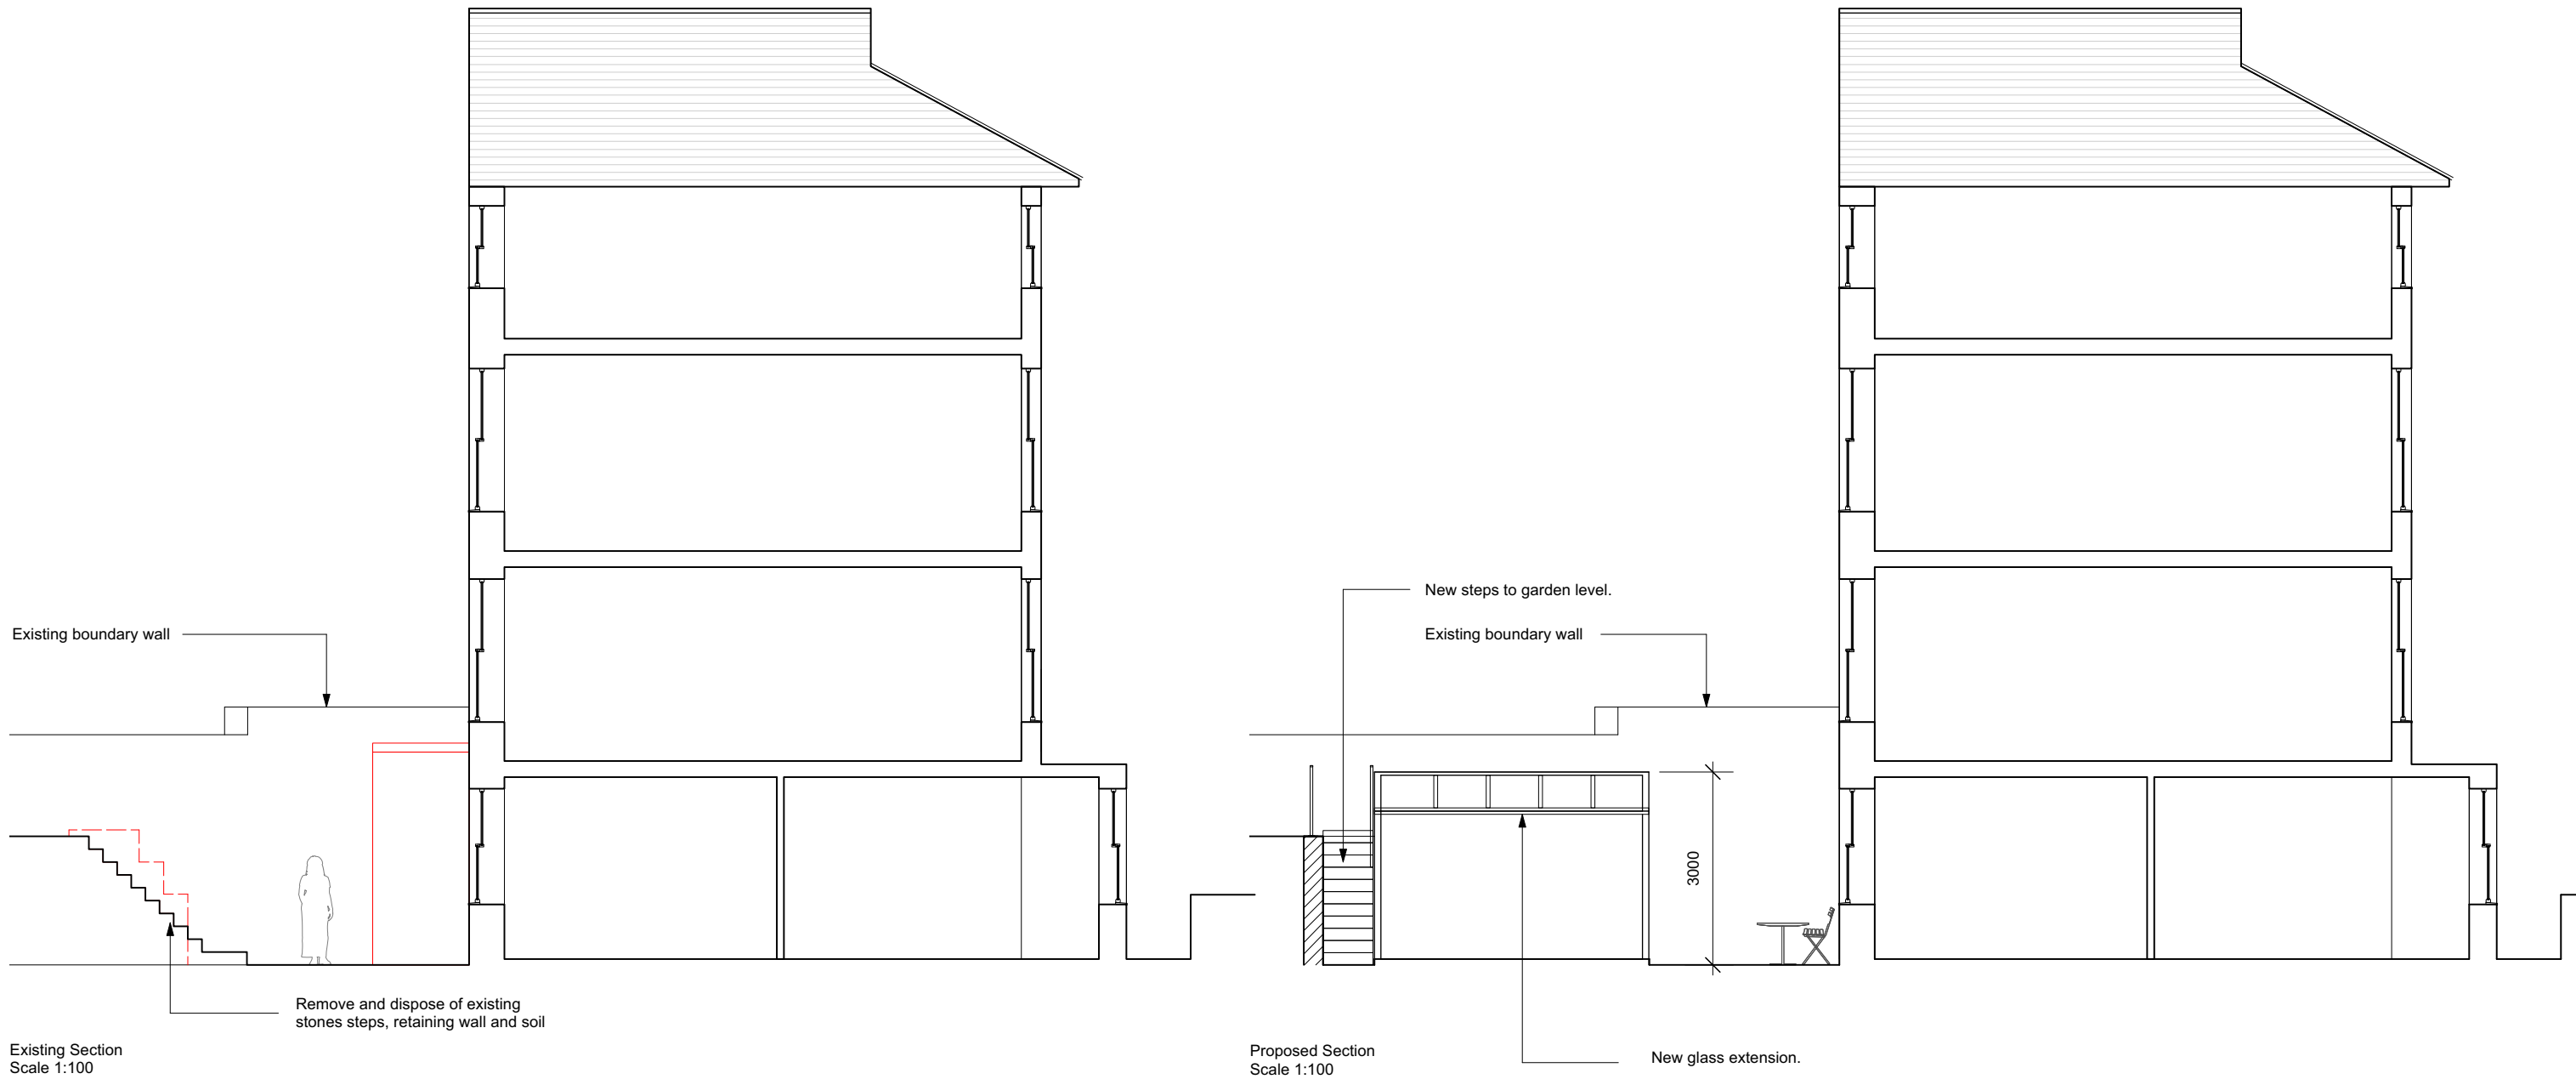 Existing boundary wall
Remove and dispose of existing
stones steps, retaining wall and soil
Existing Section
Scale 1:100
New steps to garden level.
Existing boundary wall
3000
New glass extension.
Proposed Section
Scale 1:100